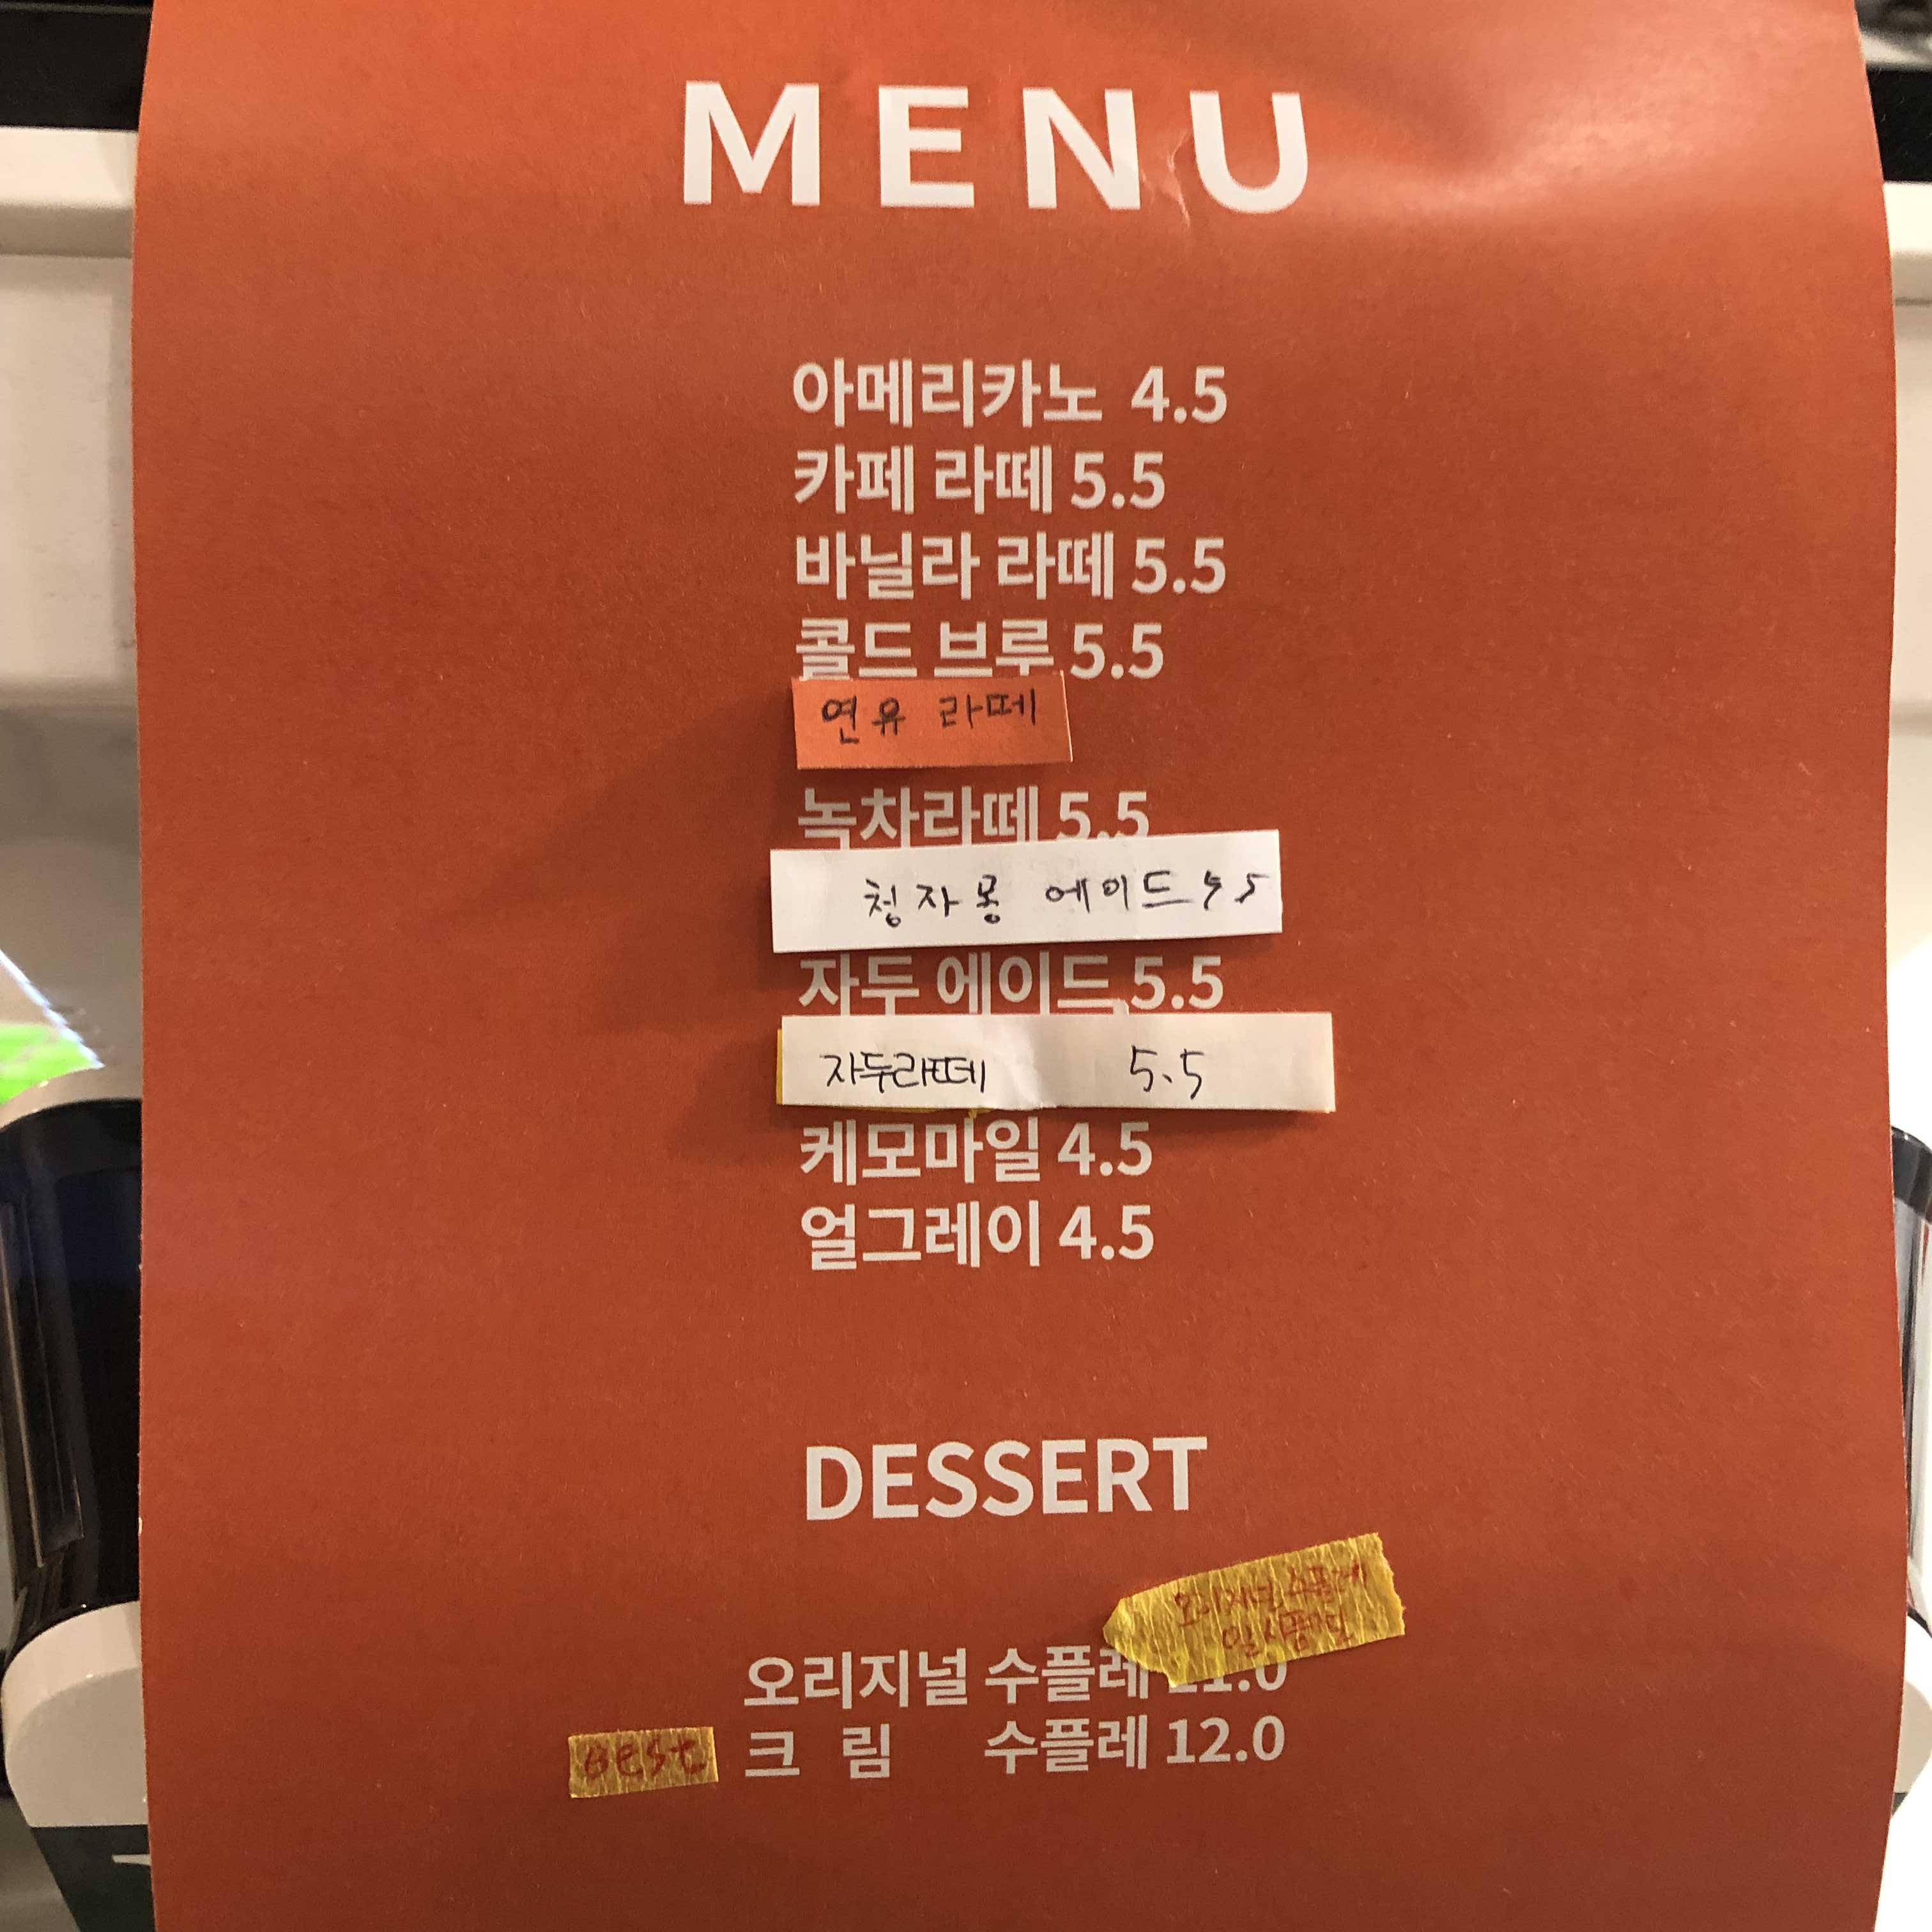 MENU
아메리카노 4.5
카페 라떼 5.5
바닐라 라떼 5.5
콜드 브루 5.5
연유 라떼
녹차라떼 5.5
청자몽 에이드 5.5
자두 에이드 5.5
자두라떼 5.5
케모마일 4.5
얼그레이 4.5
DESSERT
오리지널 수플레
일시품절
오리지널 수플레 11.0
Best 크 림 수플레 12.0